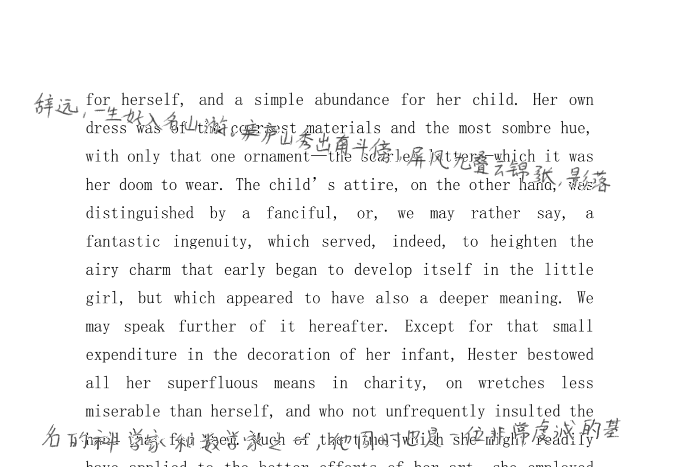 for herself, and a simple abundance for her child. Her own
辞远,一生好入名山游。庐山秀出南斗傍,屏风九叠云锦张,影落
dress was of the coarsest materials and the most sombre hue,
with only that one ornament—the scarlet letter—which it was
her doom to wear. The child’s attire, on the other hand, was
distinguished by a fanciful, or, we may rather say, a
fantastic ingenuity, which served, indeed, to heighten the
airy charm that early began to develop itself in the little
girl, but which appeared to have also a deeper meaning. We
may speak further of it hereafter. Except for that small
expenditure in the decoration of her infant, Hester bestowed
all her superfluous means in charity, on wretches less
miserable than herself, and who not unfrequently insulted the
名的科学家和数学家之一,他同时也是一位非常虔诚的基
hand that fed them. Much of the time, which she might readily
have applied to the better efforts of her art, she employed